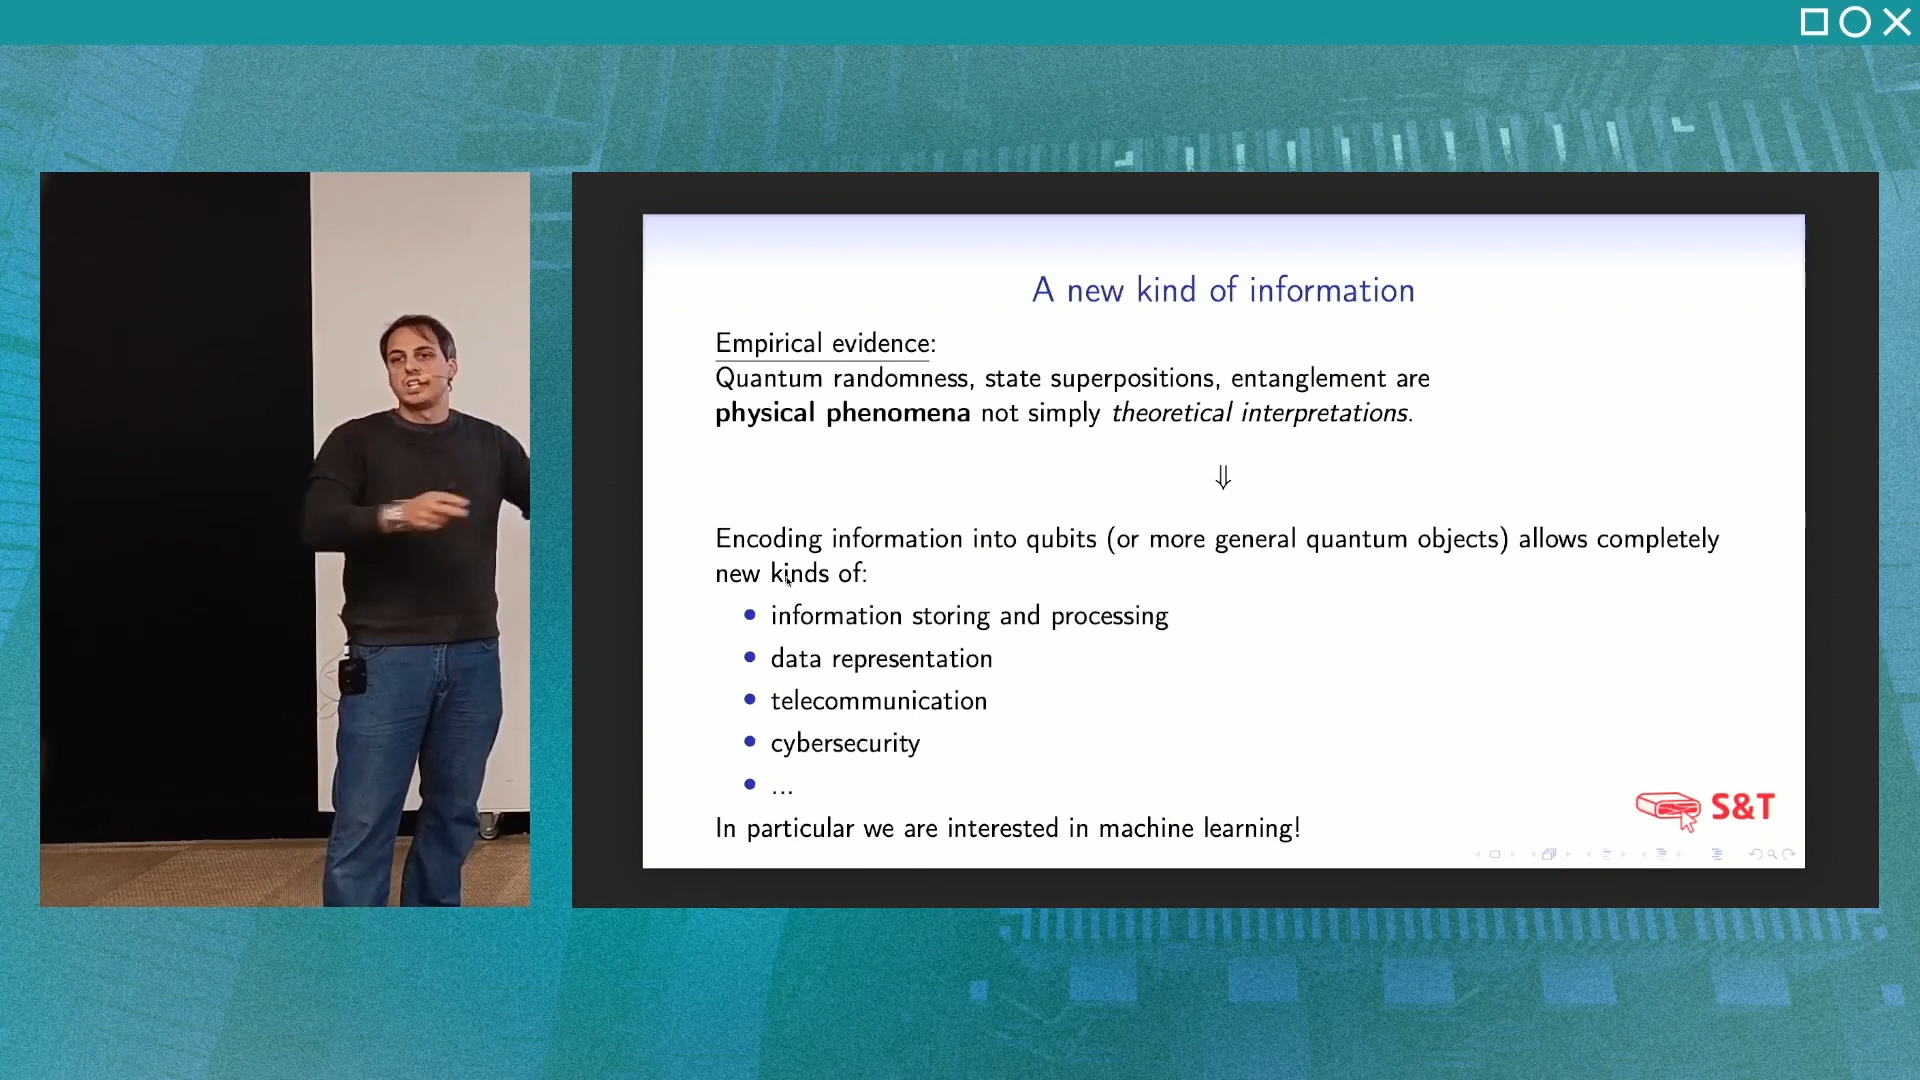 A new kind of information
Empirical evidence:
Quantum randomness, state superpositions, entanglement are
physical phenomena not simply theoretical interpretations.
⇓
Encoding information into qubits (or more general quantum objects) allows completely
new kinds of:
• information storing and processing
• data representation
• telecommunication
• cybersecurity
• ...
In particular we are interested in machine learning!
S&T